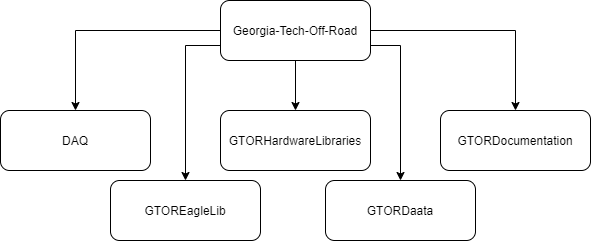 Georgia-Tech-Off-Road
DAQ
GTORHardwareLibraries
GTORDocumentation
GTOREagleLib
GTORDaata